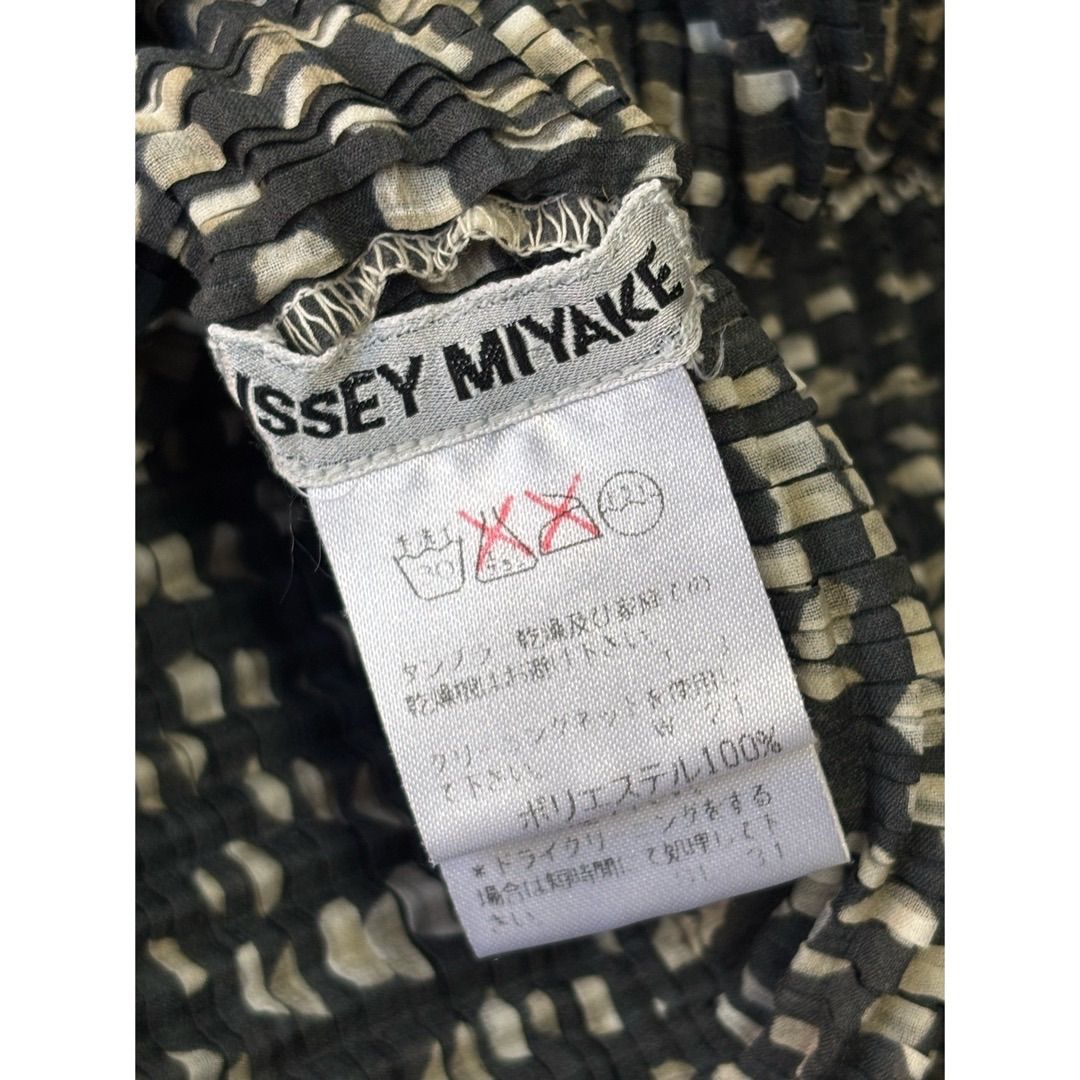 ISSEY MIYAKE
30
タンブラ 乾燥及び家庭での
乾燥機はお避け下さい
クリーニングネットを使用し
て下さい
ポリエステル100%
*ドライクリーニングをする
場合は短時間にて処理して下
さい